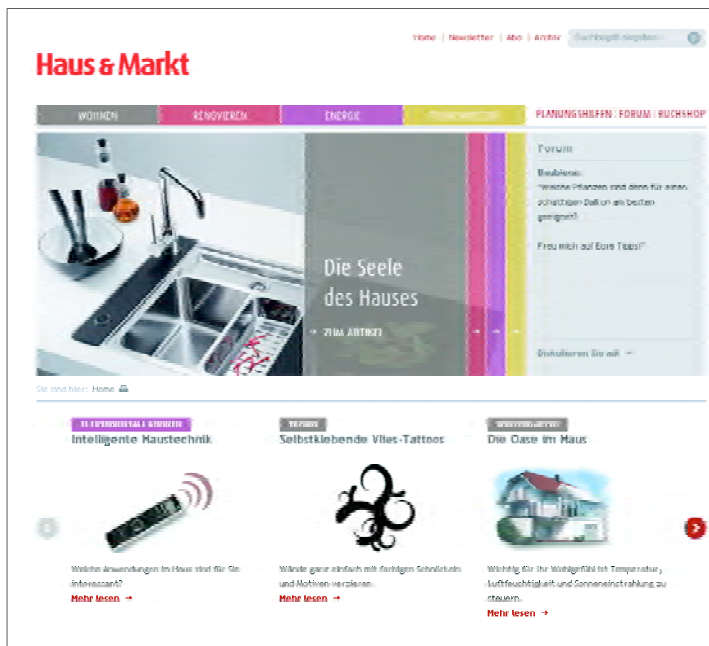 Home | Newsletter | Abo | Archiv
Suchbegriff eingeben
Haus & Markt
WOHNEN RENOVIEREN ENERGIE
PLANUNGSHILFEN | FORUM | BUCHSHOP
Forum
"Welche Pflanzen sind denn für einen
schattigen Balkon am besten
geeignet?
Freu mich auf Eure Tipps!"
Diskutieren Sie mit →
Die Seele
des Hauses
→ ZUM ARTIKEL
Sie sind hier: Home
Intelligente Haustechnik
Welche Anwendungen im Haus sind für Sie
interessant?
Mehr lesen →
Selbstklebende Vlies-Tattoos
Wände ganz einfach mit farbigen Schnörkeln
und Motiven verzieren.
Mehr lesen →
Die Oase im Haus
Wichtig für Ihr Wohlgefühl ist Temperatur,
Luftfeuchtigkeit und Sonneneinstrahlung zu
steuern.
Mehr lesen →